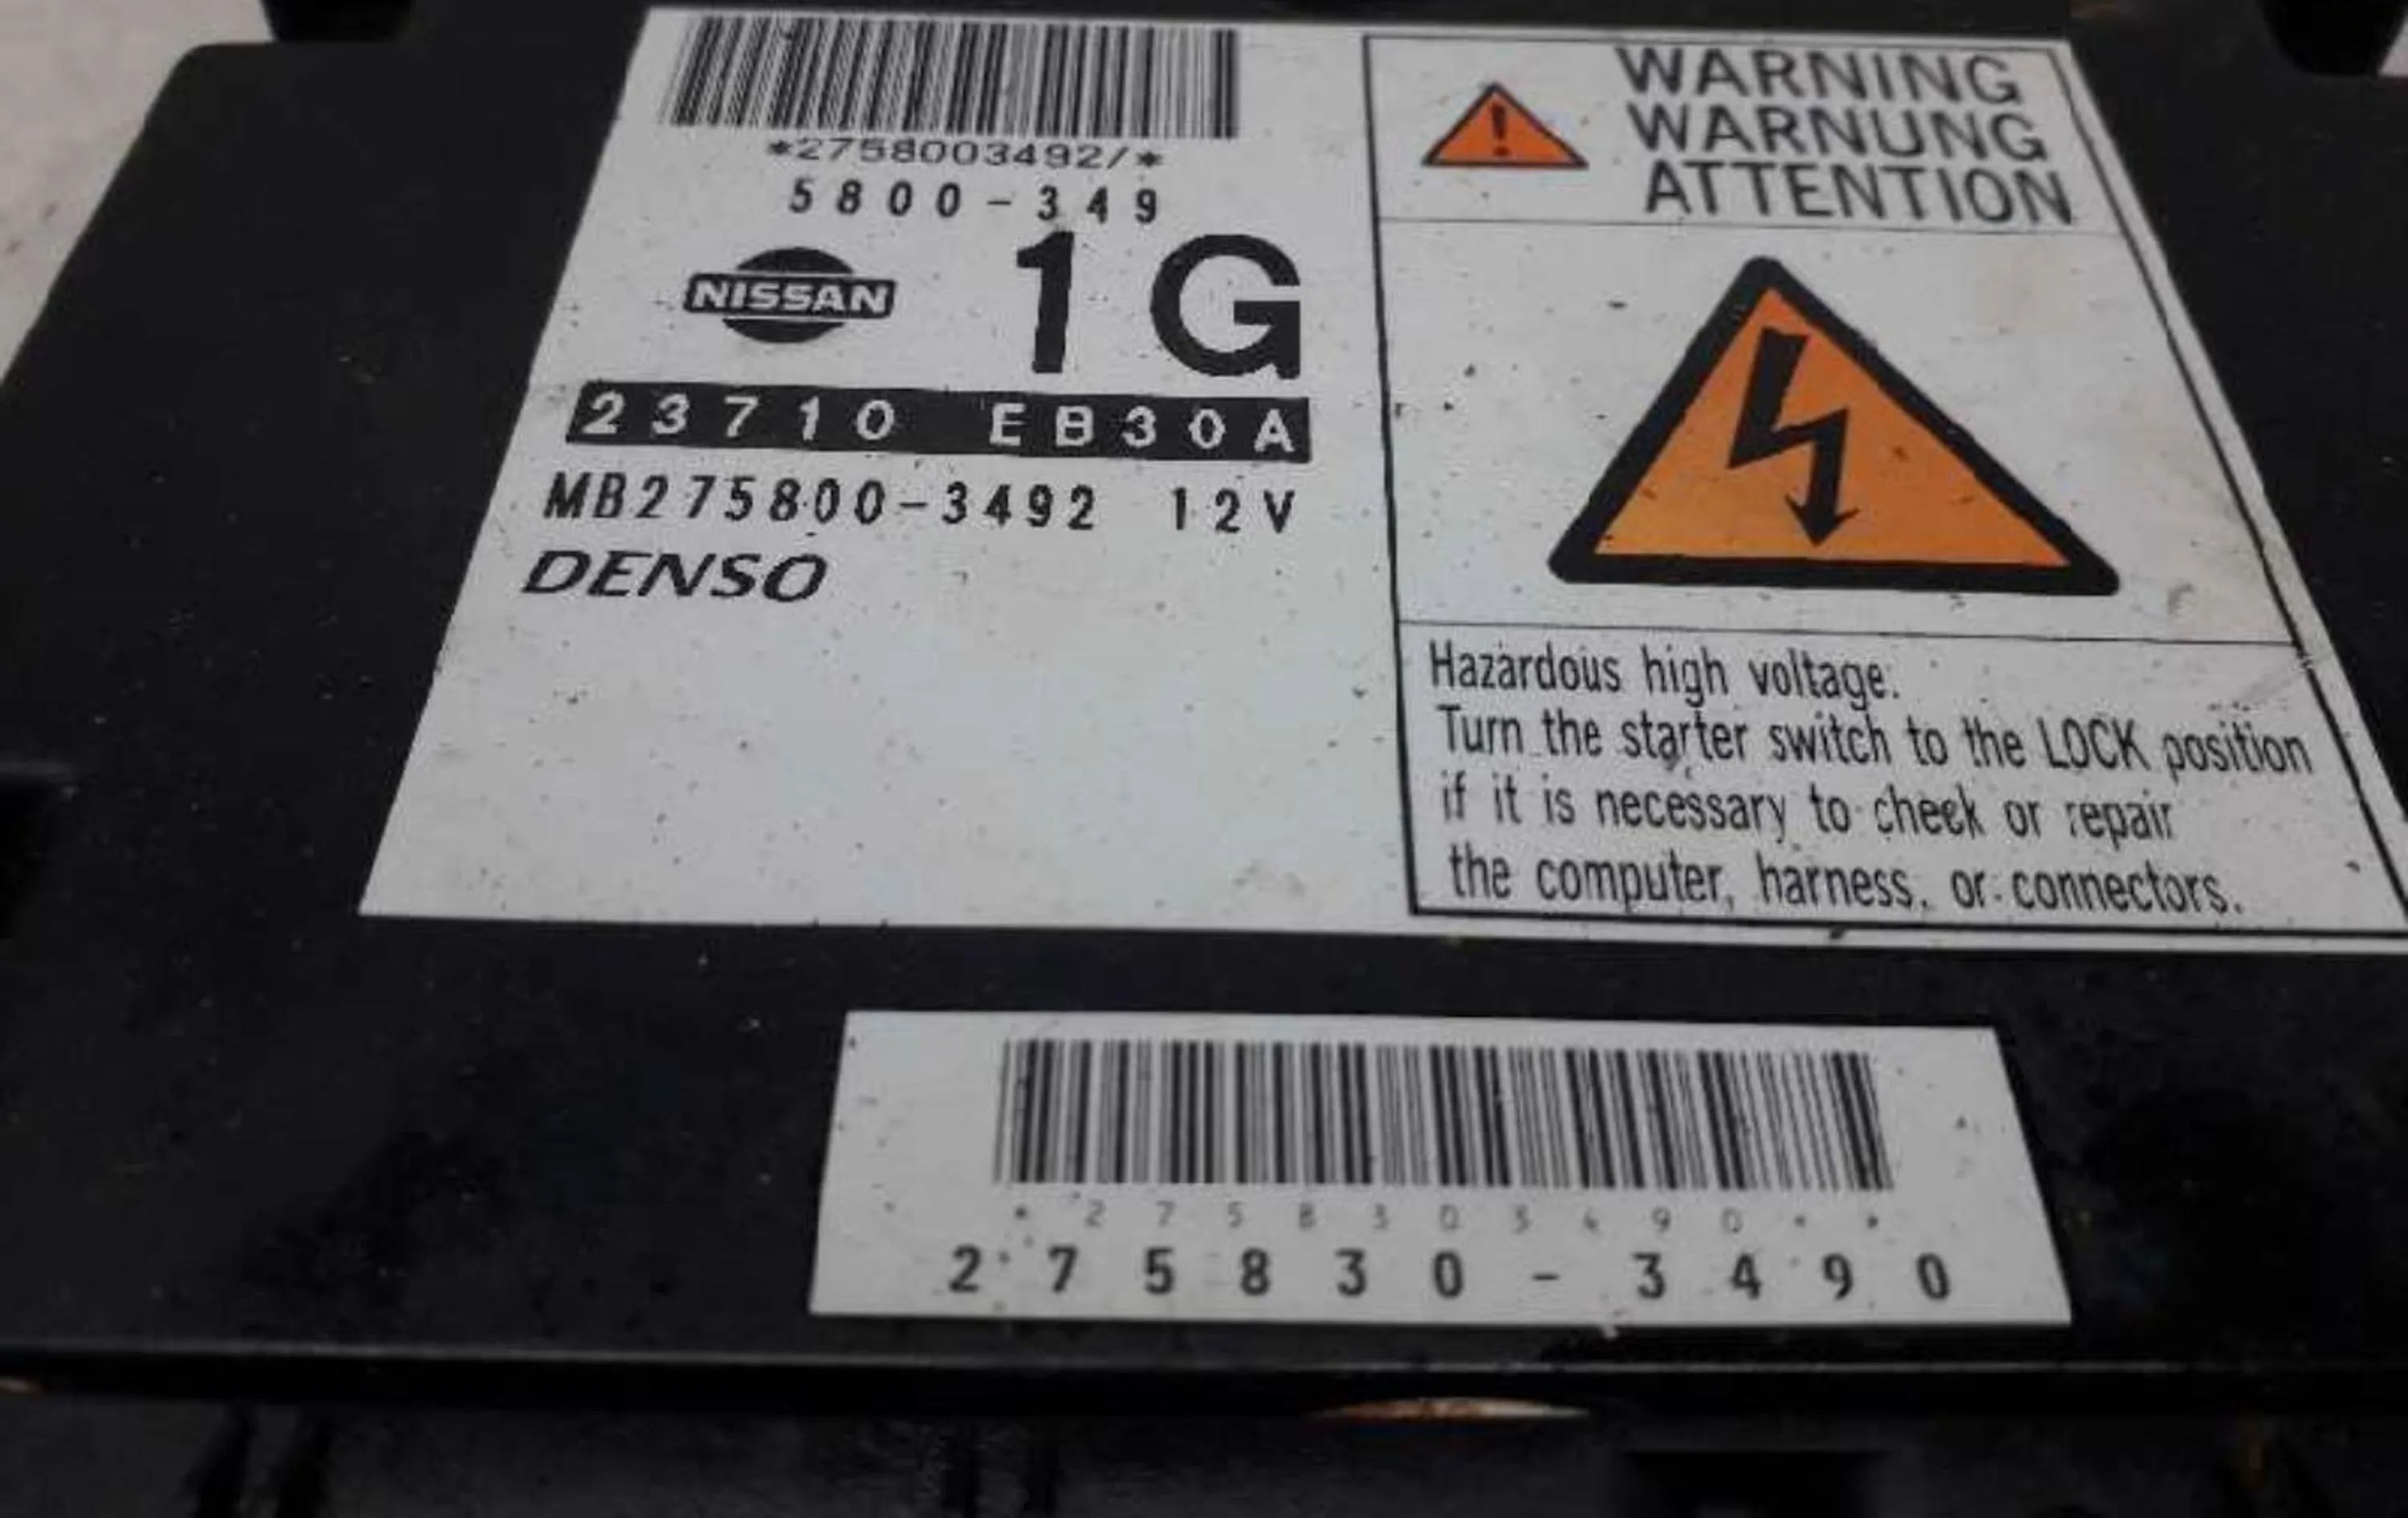 *2758003492/*
5800-349
NISSAN 1G
23710 EB30A
MB275800-3492 12V
DENSO
WARNING
WARNUNG
ATTENTION
Hazardous high voltage:
Turn the starter switch to the LOCK position
if it is necessary to check or repair
the computer, harness, or connectors.
*2758303490
275830-3490